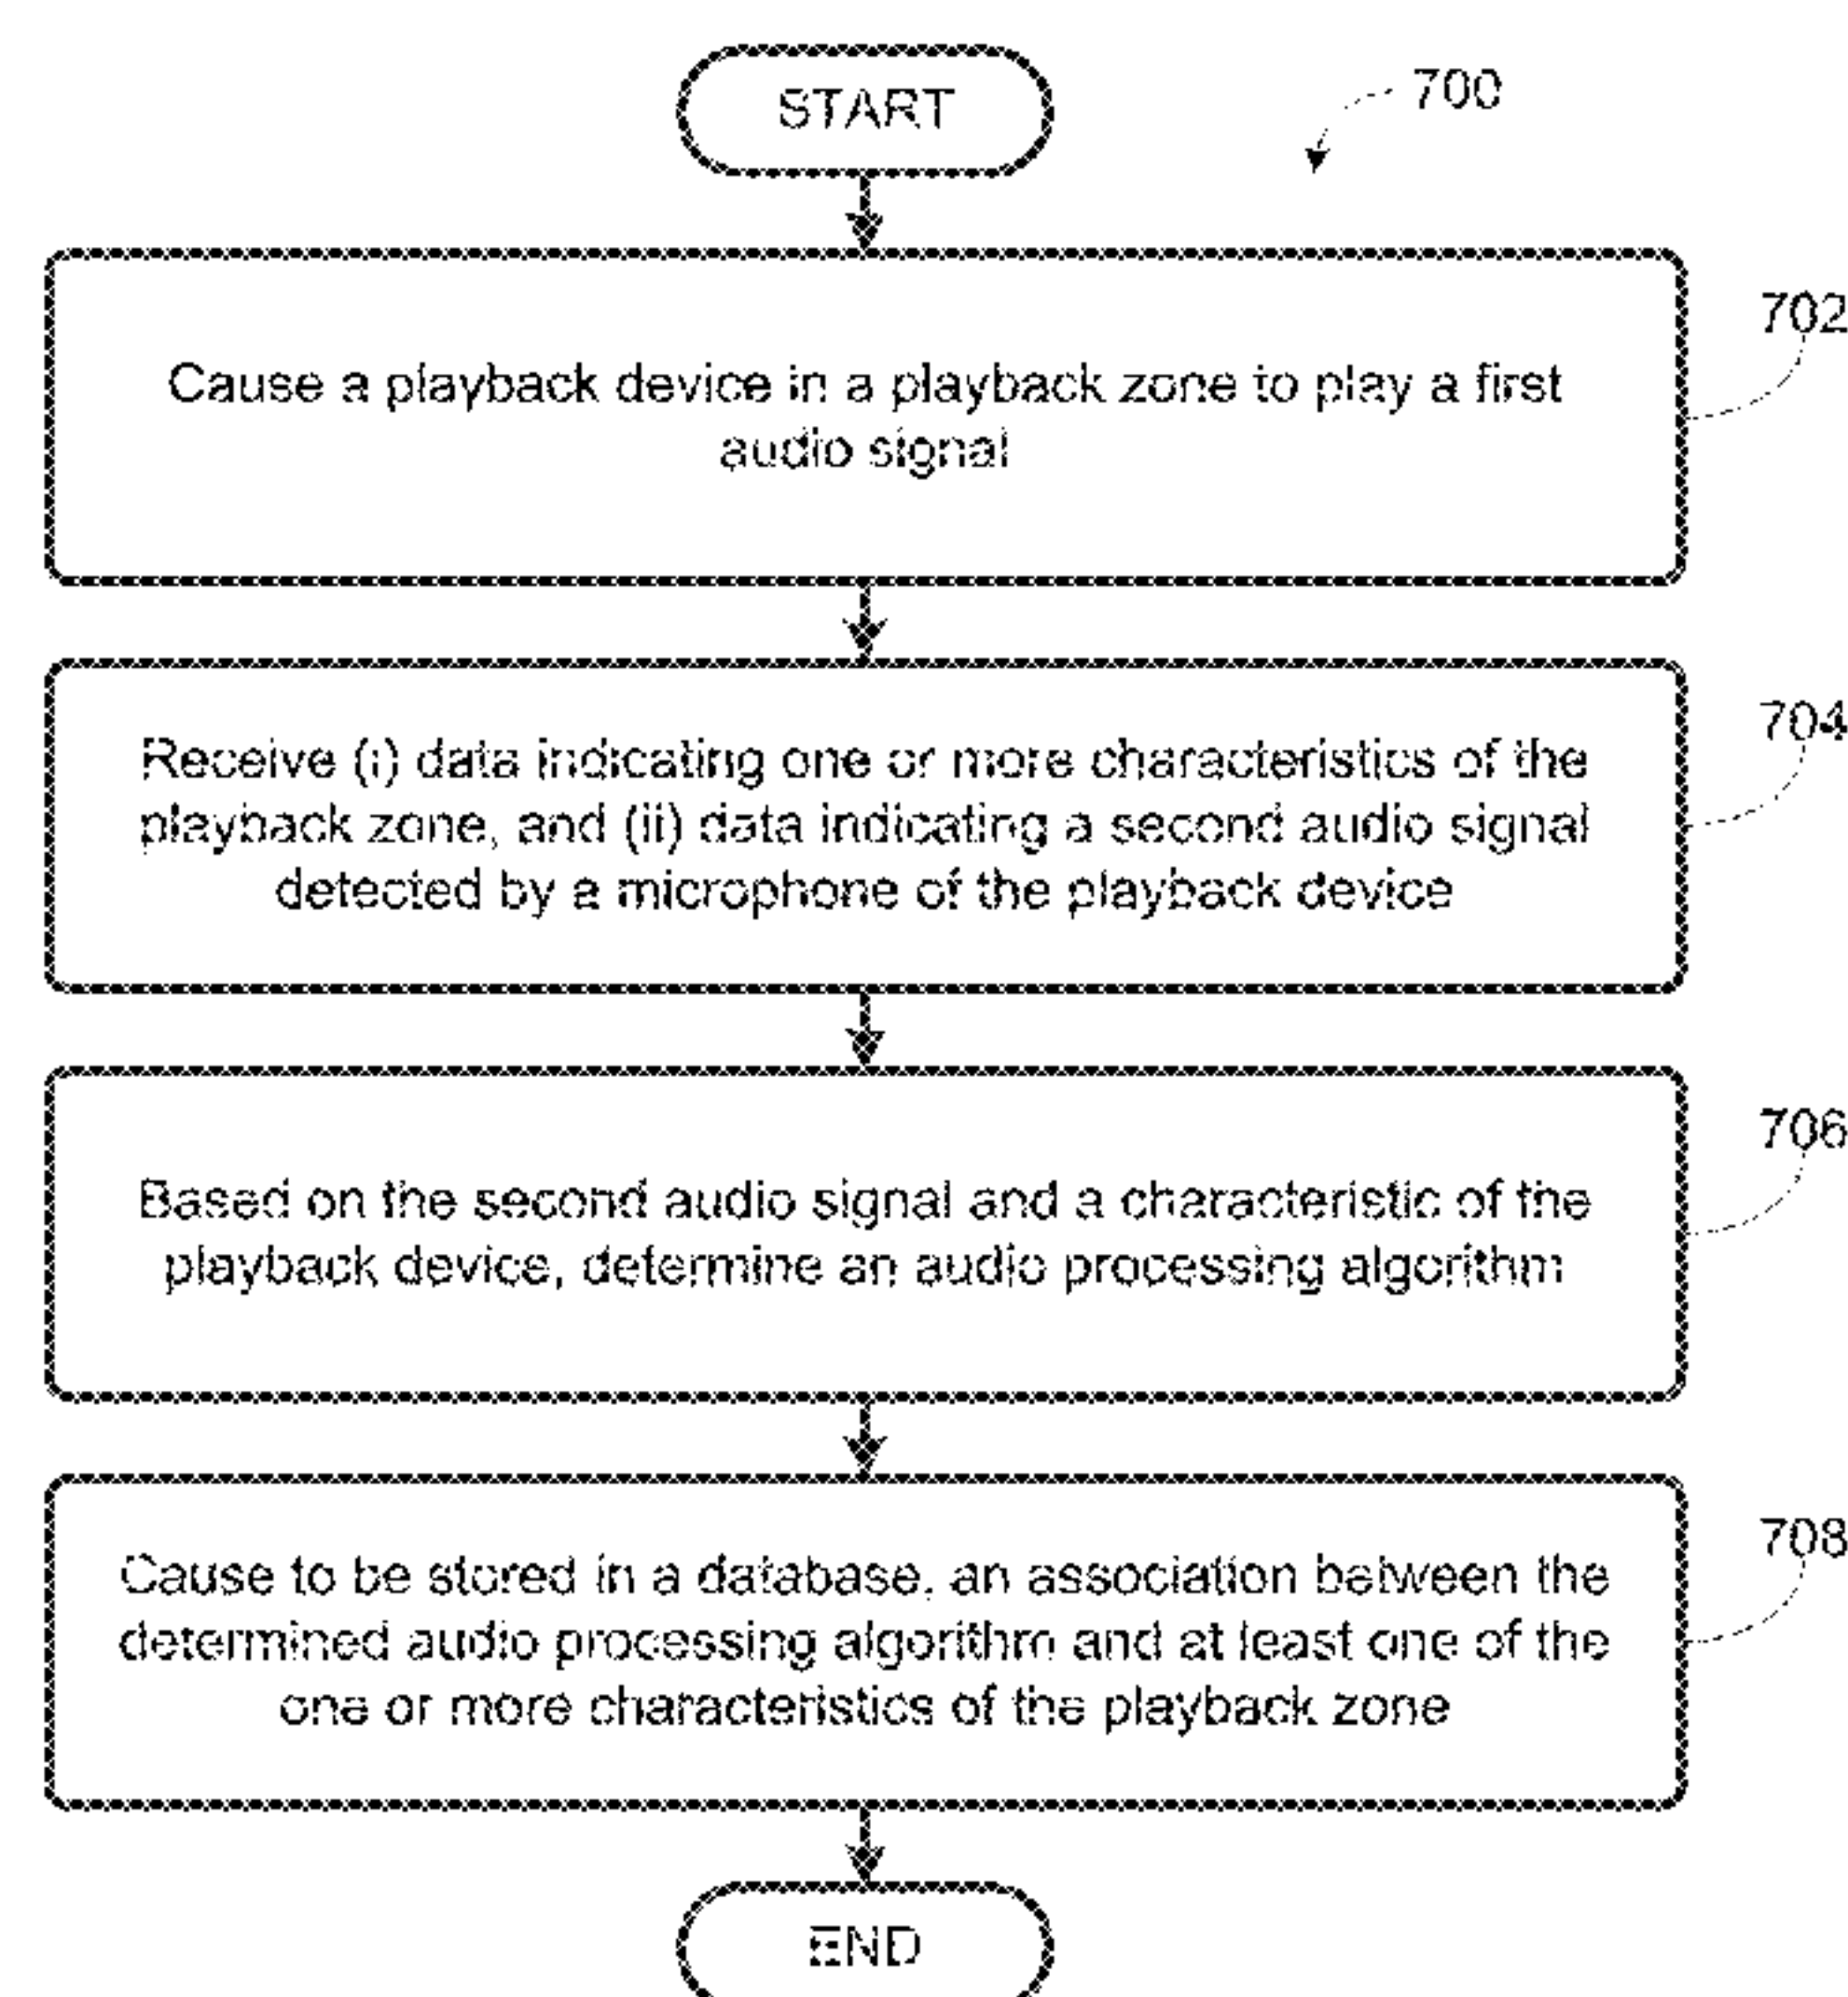 START
700
702
Cause a playback device in a playback zone to play a first
audio signal
704
Receive (i) data indicating one or more characteristics of the
playback zone, and (ii) data indicating a second audio signal
detected by a microphone of the playback device
706
Based on the second audio signal and a characteristic of the
playback device, determine an audio processing algorithm
708
Cause to be stored in a database, an association between the
determined audio processing algorithm and at least one of the
one or more characteristics of the playback zone
END